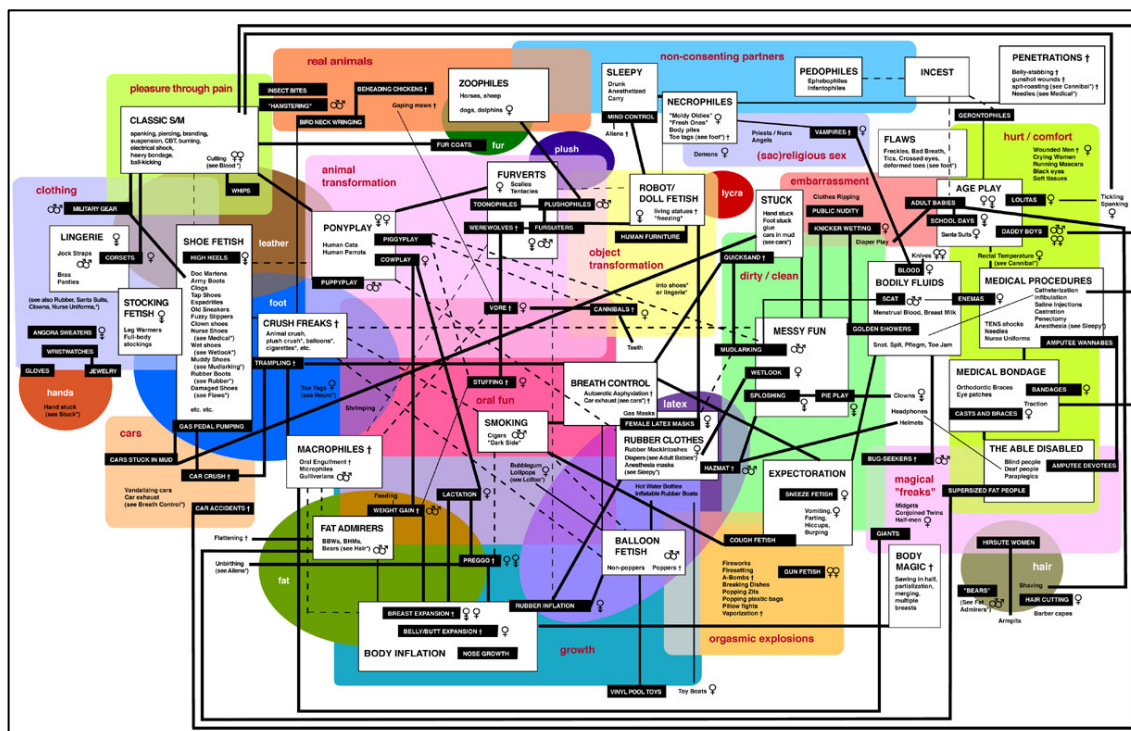 real animals
non-consenting partners
PENETRATIONS †
Belly-stabbing †
gunshot wounds †
spit-roasting (see Cannibal*) †
Needles (see Medical*)
pleasure through pain
INSECT BITES
"HAMSTERING"
BEHEADING CHICKENS †
Gaping maws †
BIRD NECK WRINGING
ZOOPHILES
Horses, sheep
dogs, dolphins ♀
SLEEPY
Drunk
Anesthetized
Carry
MIND CONTROL
Aliens †
PEDOPHILES
Ephebophiles
Infantophiles
INCEST
NECROPHILES
"Moldy Oldies"
"Fresh Ones"
Body piles
Toe tags (see foot*) †
Demons ♀
Priests / Nuns
Angels
VAMPIRES †
(sac)religious sex
GERONTOPHILES
hurt / comfort
Wounded Men †
Crying Women
Running Mascara
Black eyes
Soft tissues
CLASSIC S/M
spanking, piercing, branding,
suspension, CBT, burning,
electrical shock,
heavy bondage,
ball-kicking
Cutting
(see Blood*)
WHIPS
FUR COATS
fur
plush
lycra
FLAWS
Freckles, Bad Breath,
Tics, Crossed eyes,
deformed toes (see foot*)
clothing
MILITARY GEAR
LINGERIE
Jock Straps
Bras
Panties
CORSETS
(see also Rubber, Santa Suits,
Clowns, Nurse Uniforms,*)
ANGORA SWEATERS
WRISTWATCHES
GLOVES
JEWELRY
hands
Hand stuck
(see Stuck*)
STOCKING
FETISH
Leg Warmers
Full-body
stockings
SHOE FETISH
HIGH HEELS
Doc Martens
Army Boots
Clogs
Tap Shoes
Espadrilles
Old Sneakers
Fuzzy Slippers
Clown shoes
Nurse Shoes
(see Medical*)
Wet shoes
(see Wetlook*)
Muddy Shoes
(see Mudlarking*)
Rubber Boots
(see Rubber*)
Damaged Shoes
(see Flaws*)
etc. etc.
GAS PEDAL PUMPING
leather
foot
animal
transformation
PONYPLAY
Human Cats
Human Parrots
PUPPYPLAY
PIGGYPLAY
COWPLAY
FURVERTS
Scalies
Tentacles
TOONOPHILES
PLUSHOPHILES
WEREWOLVES †
FURSUITERS
ROBOT/
DOLL FETISH
living statues †
"freezing"
HUMAN FURNITURE
object
transformation
into shoes*
or lingerie*
STUCK
Hand stuck
Foot stuck
glue
cars in mud
(see cars*)
QUICKSAND †
embarrassment
Clothes Ripping
PUBLIC NUDITY
KNICKER WETTING
Diaper Play
AGE PLAY
ADULT BABIES
SCHOOL DAYS
Santa Suits
LOLITAS
DADDY BOYS
Tickling
Spanking
Knives
Rectal Temperature
(see Cannibal*)
dirty / clean
BLOOD
BODILY FLUIDS
SCAT
ENEMAS
Menstrual Blood, Breast Milk
GOLDEN SHOWERS
Snot, Spit, Phlegm, Toe Jam
MEDICAL PROCEDURES
Catheterization
Infibulation
Saline Injections
Castration
Penectomy
Anesthesia (see Sleepy*)
TENS shocks
Needles
Nurse Uniforms
AMPUTEE WANNABES
CRUSH FREAKS †
Animal crush,
plush crush*, balloons*,
cigarettes*, etc.
TRAMPLING †
VORE †
CANNIBALS †
Teeth
MESSY FUN
MUDLARKING
WETLOOK
SPLOSHING
PIE PLAY
Toe Tags
(see Necro*)
Shrimping
STUFFING †
oral fun
BREATH CONTROL
Autoerotic Asphyxiation †
Car exhaust (see cars*) †
Gas Masks
FEMALE LATEX MASKS
latex
SMOKING
Cigars
"Dark Side"
MEDICAL BONDAGE
Orthodontic Braces
Eye patches
BANDAGES
Traction
CASTS AND BRACES
Clowns
Headphones
Helmets
cars
CARS STUCK IN MUD
CAR CRUSH †
Vandalizing cars
Car exhaust
(see Breath Control*)
CAR ACCIDENTS †
MACROPHILES †
Oral Engulfment †
Microphiles
Gulliverians
Bubblegum
Lollipops
(see Lolitas*)
RUBBER CLOTHES
Rubber Mackintoshes
Diapers (see Adult Babies*)
Anesthesia masks
(see Sleepy*)
Hot Water Bottles
Inflatable Rubber Boats
HAZMAT †
EXPECTORATION
SNEEZE FETISH
Vomiting,
Farting,
Hiccups,
Burping
COUGH FETISH
BUG-SEEKERS †
magical
"freaks"
Midgets
Conjoined Twins
Half-men
GIANTS
THE ABLE DISABLED
Blind people
Deaf people
Paraplegics
AMPUTEE DEVOTEES
SUPERSIZED FAT PEOPLE
LACTATION
Feeding
WEIGHT GAIN †
FAT ADMIRERS
BBWs, BHMs,
Bears (see Hair*)
Flattening †
Unbirthing †
(see Aliens*)
PREGGO †
fat
BALLOON
FETISH
Non-poppers
Poppers †
RUBBER INFLATION
Fireworks
Firesetting
A-Bombs †
Breaking Dishes
Popping Zits
Popping plastic bags
Pillow fights
Vaporization †
GUN FETISH
orgasmic explosions
BODY
MAGIC †
Sawing in half,
partialization,
merging,
multiple
breasts
HIRSUTE WOMEN
hair
Shaving
"BEARS"
(See Fat
Admirers*)
HAIR CUTTING
Barber capes
Armpits
BREAST EXPANSION †
BELLY/BUTT EXPANSION †
BODY INFLATION
NOSE GROWTH
growth
VINYL POOL TOYS
Toy Boats